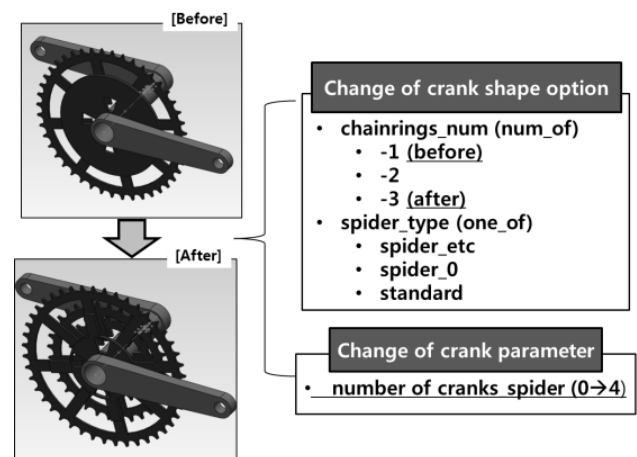 [Before]
[After]
Change of crank shape option
• chainrings_num (num_of)
• -1 (before)
• -2
• -3 (after)
• spider_type (one_of)
• spider_etc
• spider_0
• standard
Change of crank parameter
• number of cranks spider (0→4)